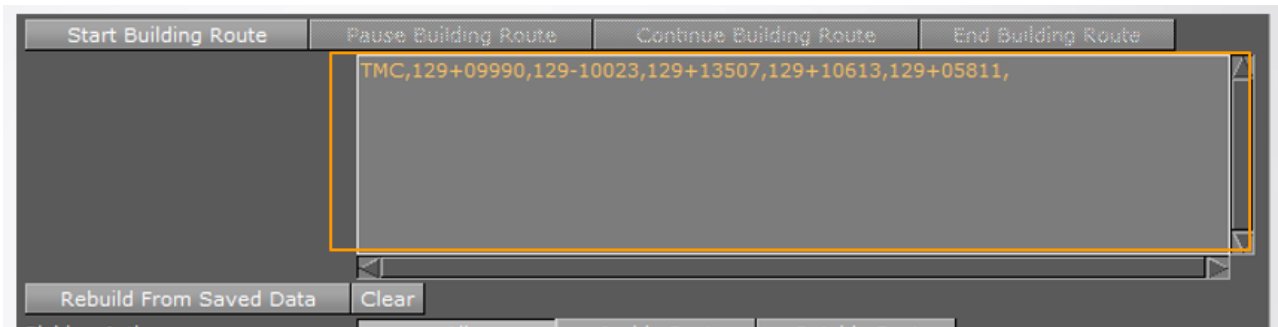 Start Building Route Pause Building Route Continue Building Route End Building Route
TMC,129+09990,129-10023,129+13507,129+10613,129+05811,
Rebuild From Saved Data Clear